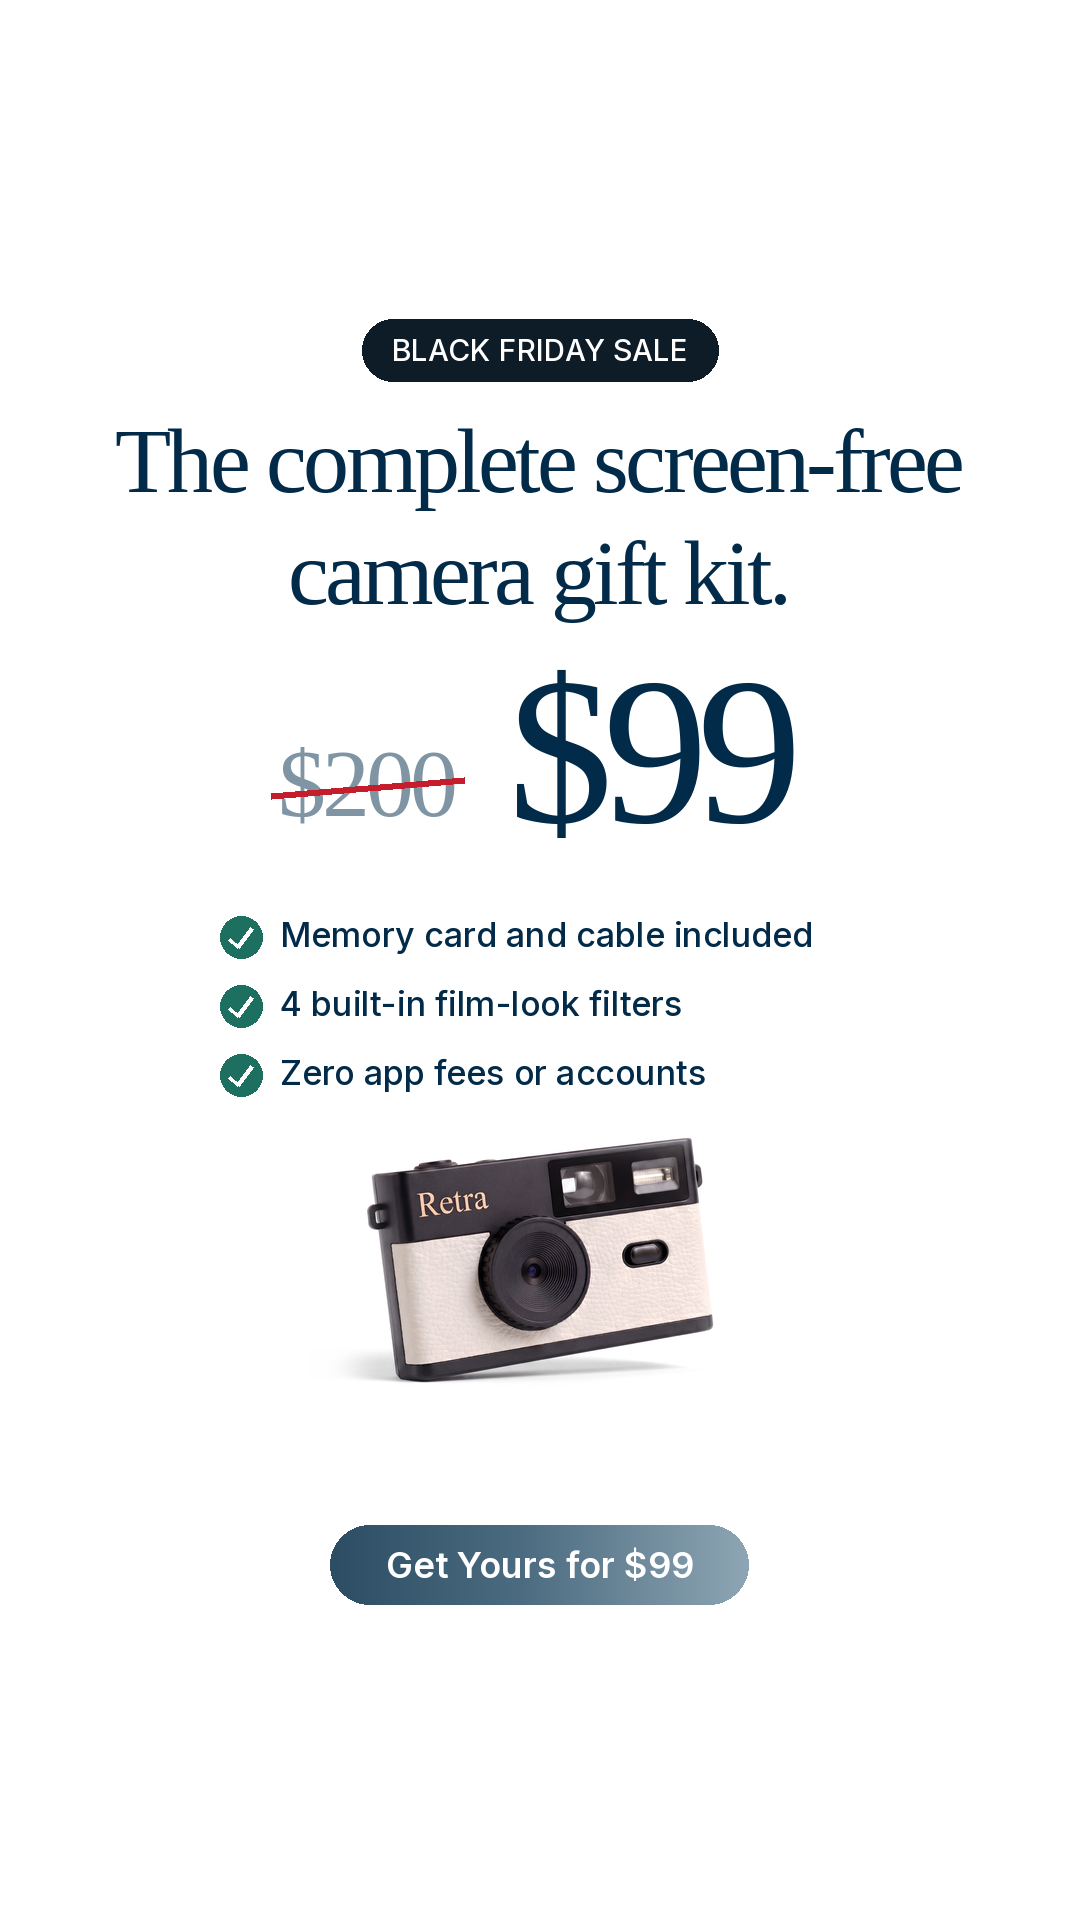 BLACK FRIDAY SALE
The complete screen-free
camera gift kit.
$200 $99
Memory card and cable included
4 built-in film-look filters
Zero app fees or accounts
Retra
Get Yours for $99